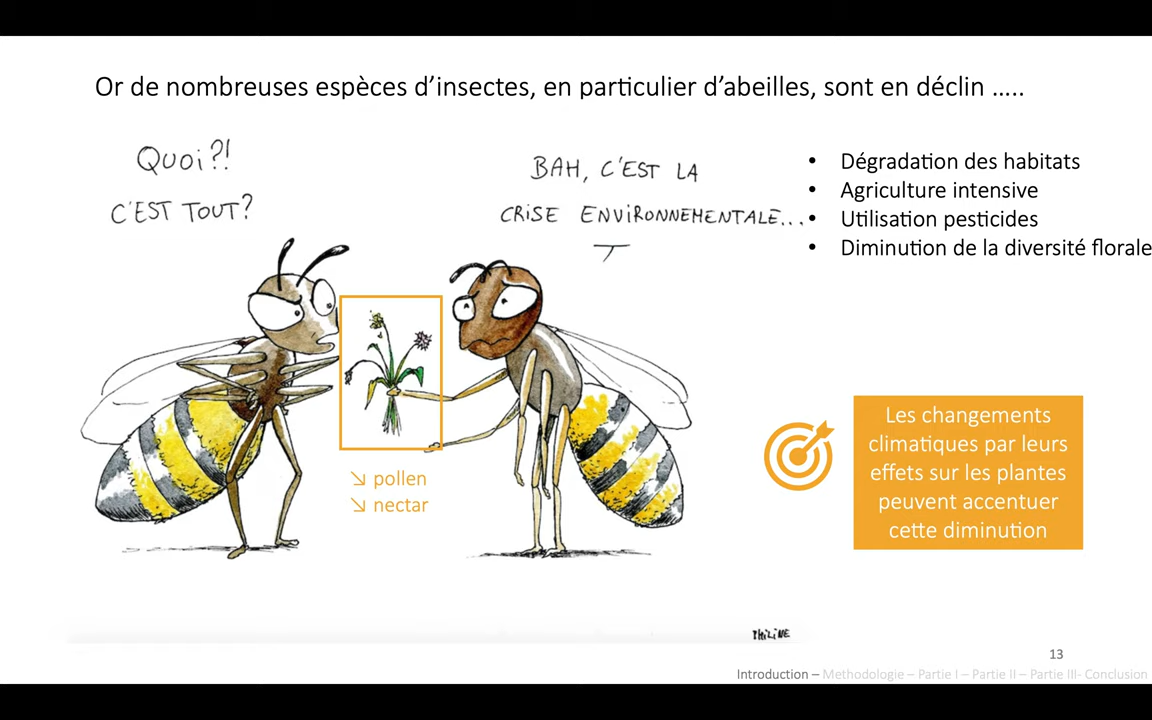 Or de nombreuses espèces d’insectes, en particulier d’abeilles, sont en déclin .....
QUOI ?!
C'EST TOUT ?
BAH, C'EST LA
CRISE ENVIRONNEMENTALE...
• Dégradation des habitats
• Agriculture intensive
• Utilisation pesticides
• Diminution de la diversité florale
↘ pollen
↘ nectar
Les changements
climatiques par leurs
effets sur les plantes
peuvent accentuer
cette diminution
PHILINE
13
Introduction – Methodologie – Partie I – Partie II – Partie III- Conclusion